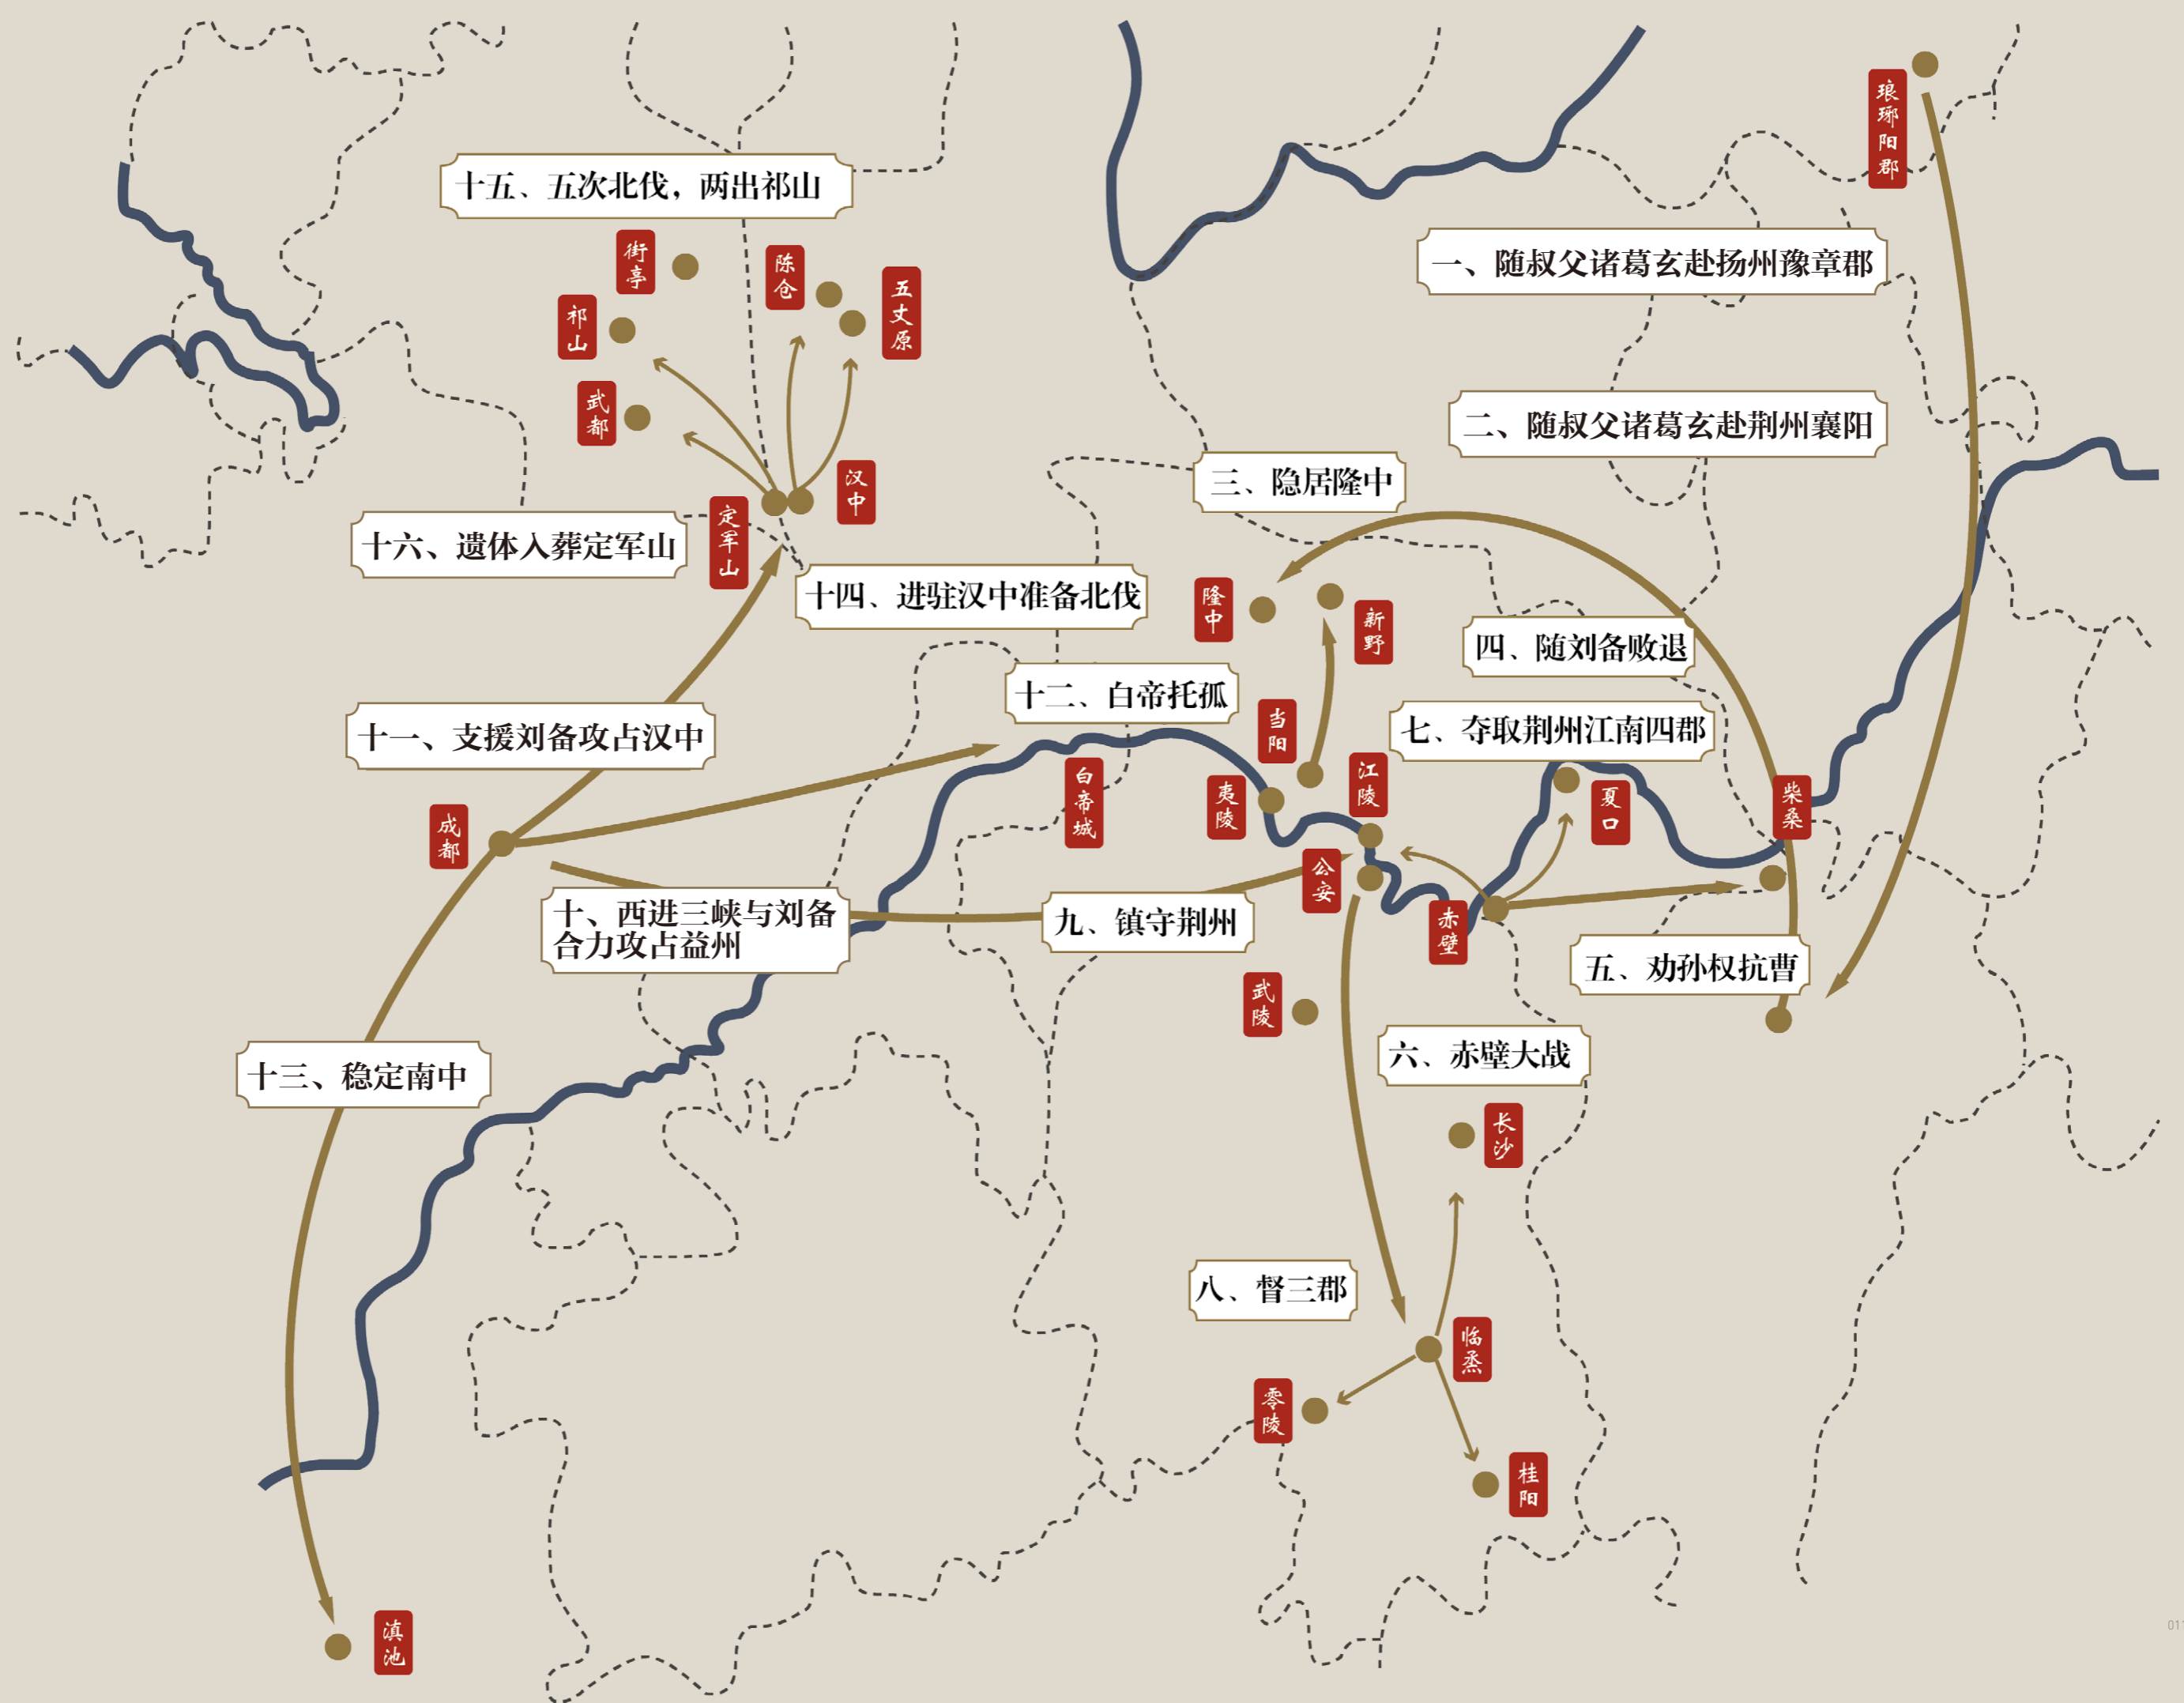 琅琊阳郡
十五、五次北伐，两出祁山
街亭
陈仓
五丈原
祁山
武都
汉中
定军山
一、随叔父诸葛玄赴扬州豫章郡
二、随叔父诸葛玄赴荆州襄阳
三、隐居隆中
十六、遗体入葬定军山
十四、进驻汉中准备北伐
隆中
新野
四、随刘备败退
十二、白帝托孤
当阳
七、夺取荆州江南四郡
十一、支援刘备攻占汉中
白帝城
夷陵
江陵
夏口
柴桑
成都
公安
十、西进三峡与刘备
合力攻占益州
九、镇守荆州
赤壁
五、劝孙权抗曹
武陵
六、赤壁大战
十三、稳定南中
长沙
八、督三郡
临烝
零陵
桂阳
滇池
011